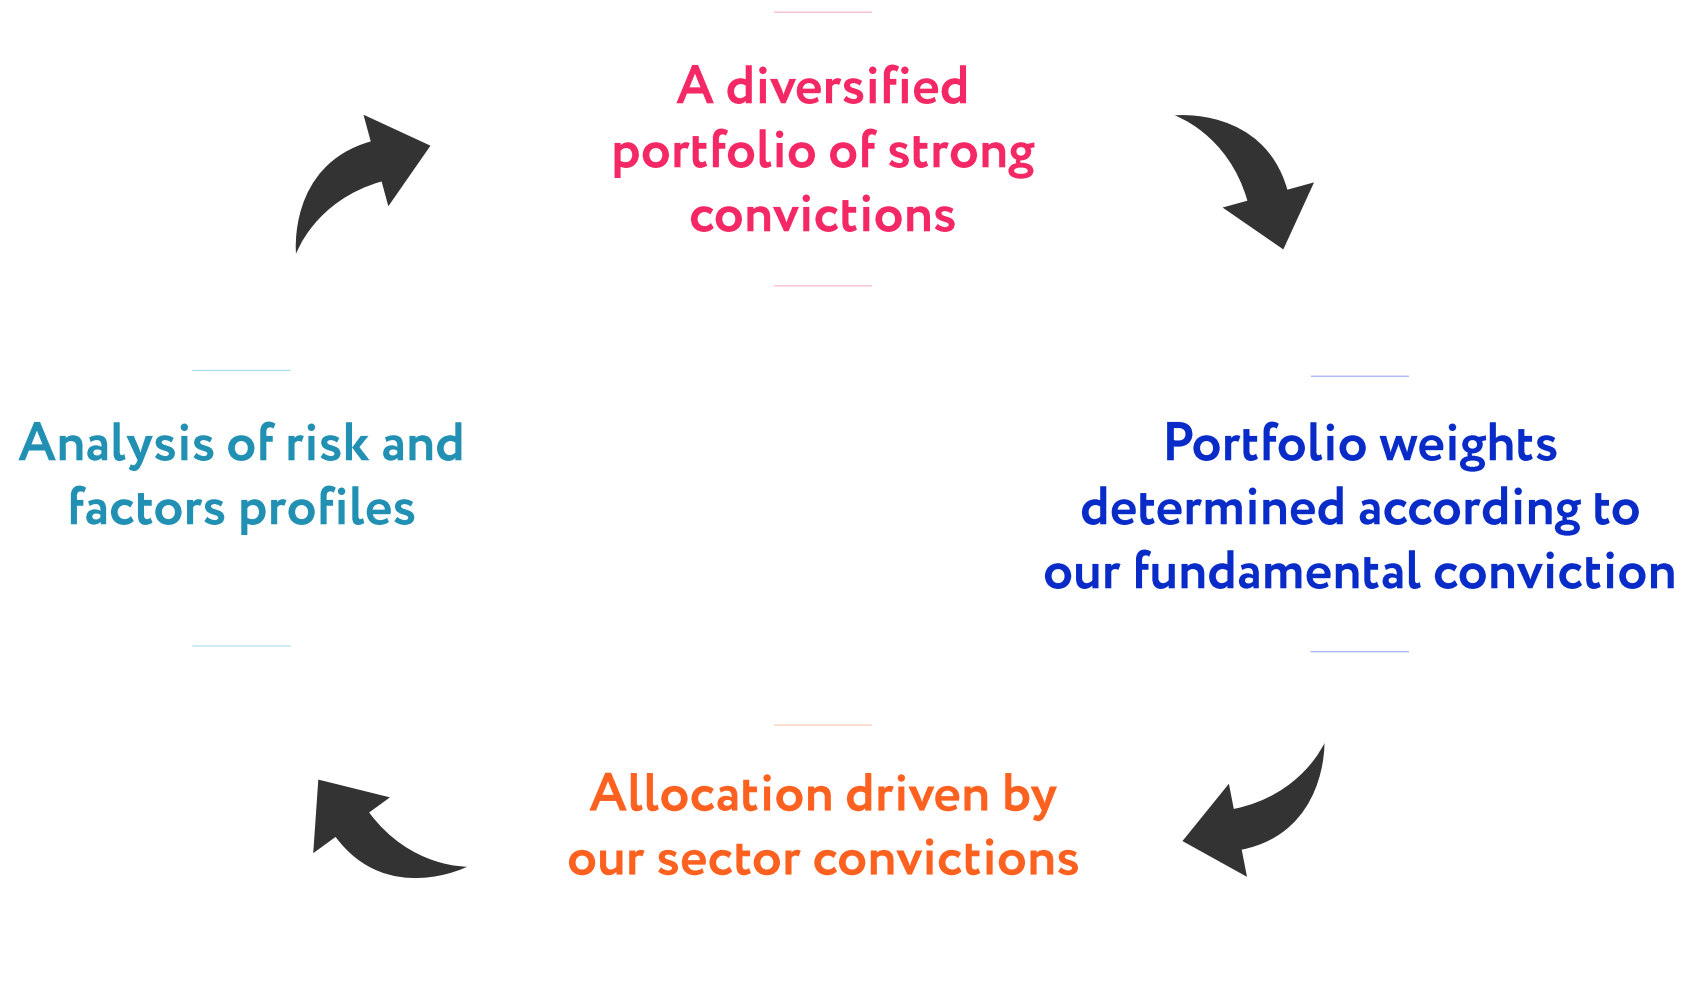 A diversified
portfolio of strong
convictions
Analysis of risk and
factors profiles
Portfolio weights
determined according to
our fundamental conviction
Allocation driven by
our sector convictions